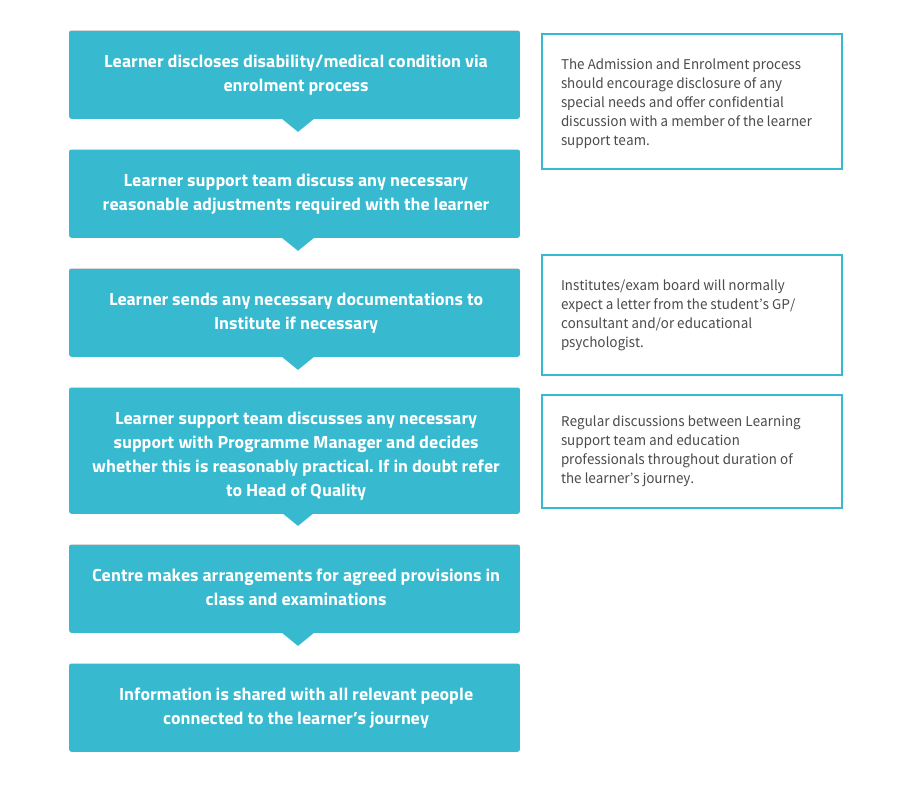 Learner discloses disability/medical condition via
enrolment process
The Admission and Enrolment process
should encourage disclosure of any
special needs and offer confidential
discussion with a member of the learner
support team.
Learner support team discuss any necessary
reasonable adjustments required with the learner
Learner sends any necessary documentations to
Institute if necessary
Institutes/exam board will normally
expect a letter from the student’s GP/
consultant and/or educational
psychologist.
Learner support team discusses any necessary
support with Programme Manager and decides
whether this is reasonably practical. If in doubt refer
to Head of Quality
Regular discussions between Learning
support team and education
professionals throughout duration of
the learner’s journey.
Centre makes arrangements for agreed provisions in
class and examinations
Information is shared with all relevant people
connected to the learner’s journey